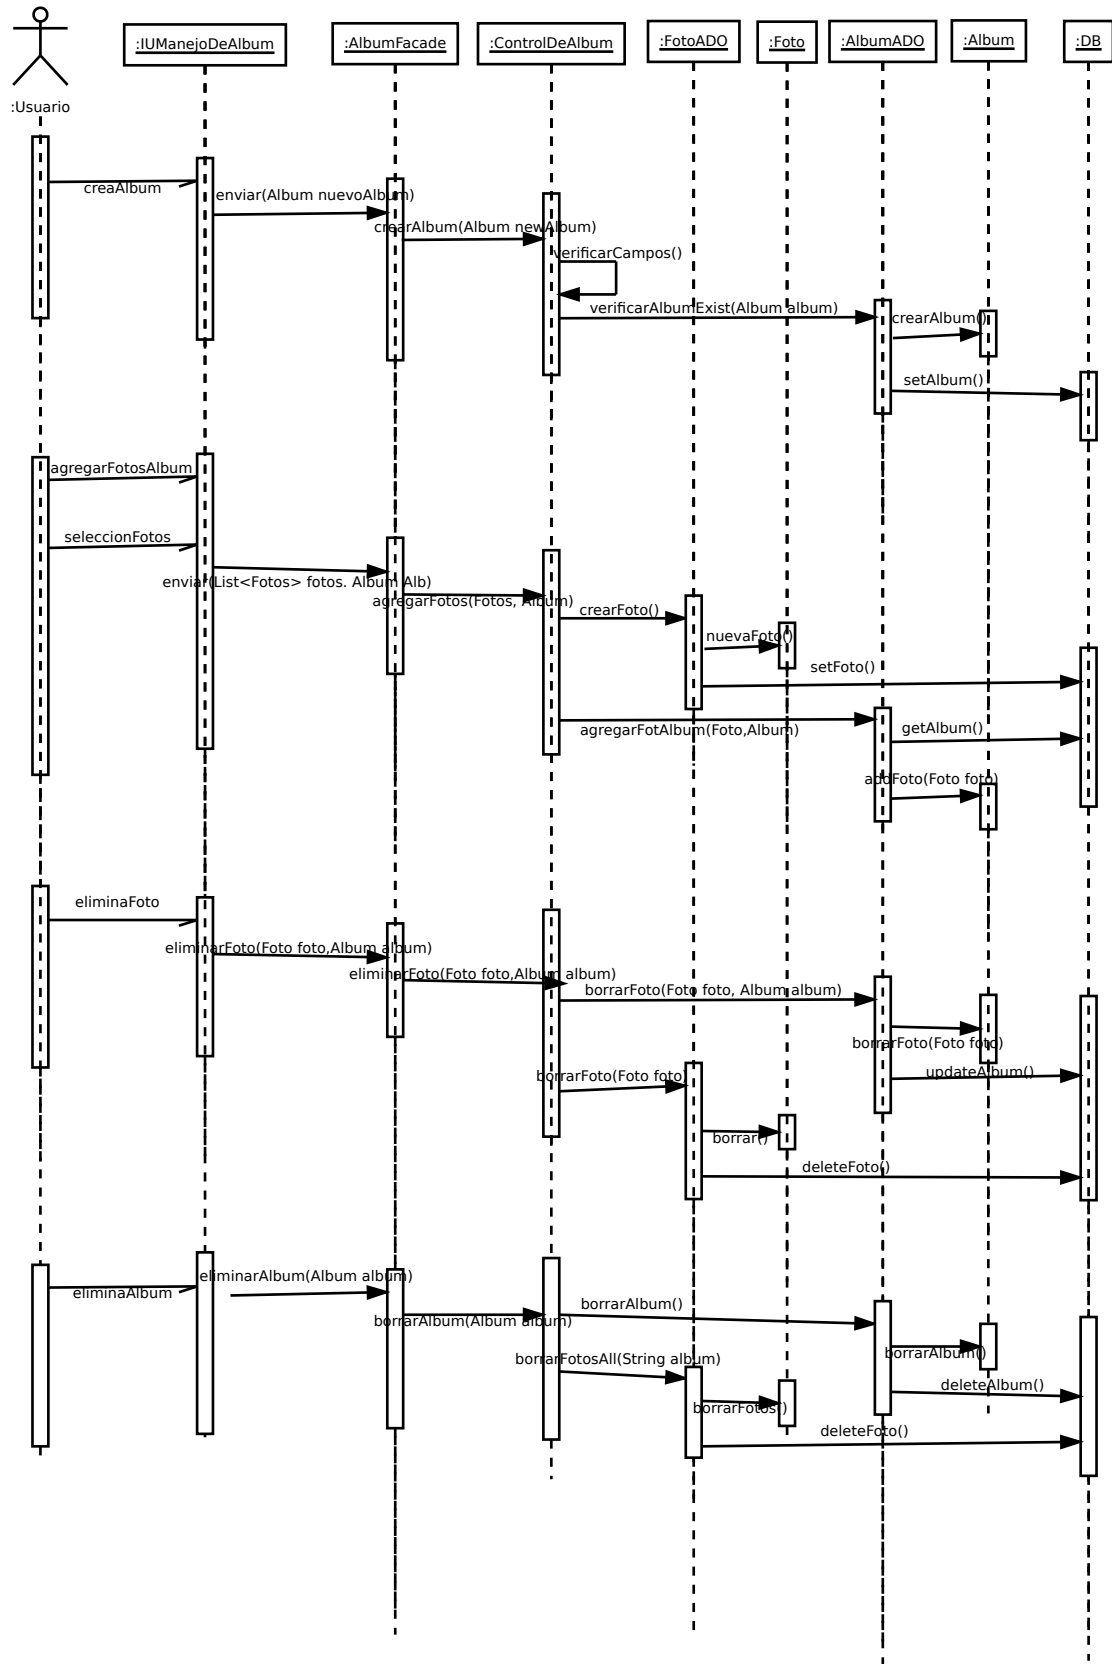 :IUManejoDeAlbum
:AlbumFacade
:ControlDeAlbum
:FotoADO
:Foto
:AlbumADO
:Album
:DB
:Usuario
creaAlbum
enviar(Album nuevoAlbum)
crearAlbum(Album newAlbum)
verificarCampos()
verificarAlbumExist(Album album)
crearAlbum()
setAlbum()
agregarFotosAlbum
seleccionFotos
enviar(List<Fotos> fotos. Album Alb)
agregarFotos(Fotos, Album)
crearFoto()
nuevaFoto()
setFoto()
agregarFotAlbum(Foto,Album)
getAlbum()
addFoto(Foto foto)
eliminaFoto
eliminarFoto(Foto foto,Album album)
eliminarFoto(Foto foto,Album album)
borrarFoto(Foto foto, Album album)
borrarFoto(Foto foto)
updateAlbum()
borrarFoto(Foto foto)
borrar()
deleteFoto()
eliminaAlbum
eliminarAlbum(Album album)
borrarAlbum(Album album)
borrarAlbum()
borrarAlbum()
borrarFotosAll(String album)
deleteAlbum()
borrarFotos()
deleteFoto()